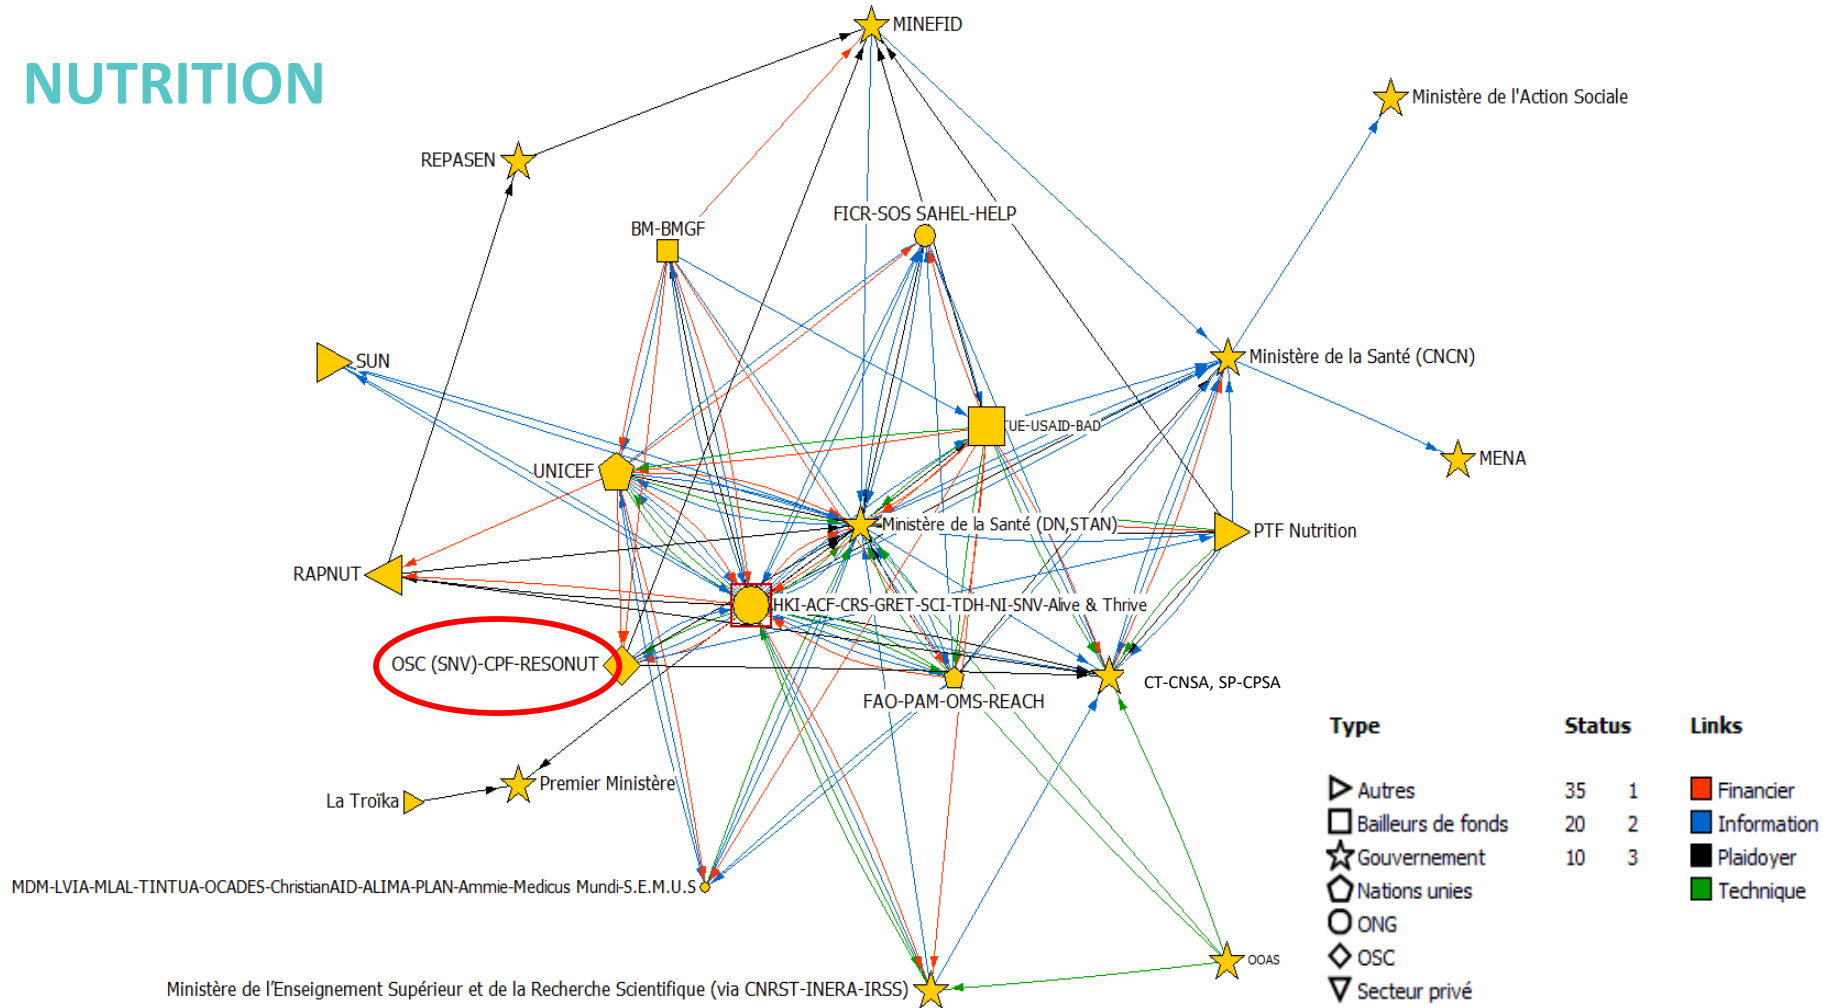 NUTRITION
MINEFID
Ministère de l'Action Sociale
REPASEN
FICR-SOS SAHEL-HELP
BM-BMGF
SUN
Ministère de la Santé (CNCN)
UE-USAID-BAD
MENA
UNICEF
Ministère de la Santé (DN,STAN)
PTF Nutrition
RAPNUT
HKI-ACF-CRS-GRET-SCI-TDH-NI-SNV-Alive & Thrive
OSC (SNV)-CPF-RESONUT
CT-CNSA, SP-CPSA
FAO-PAM-OMS-REACH
Premier Ministère
La Troïka
MDM-LVIA-MLAL-TINTUA-OCADES-ChristianAID-ALIMA-PLAN-Ammie-Medicus Mundi-S.E.M.U.S
OOAS
Ministère de l'Enseignement Supérieur et de la Recherche Scientifique (via CNRST-INERA-IRSS)
Type Status Links
Autres 35 1 Financier
Bailleurs de fonds 20 2 Information
Gouvernement 10 3 Plaidoyer
Nations unies Technique
ONG
OSC
Secteur privé